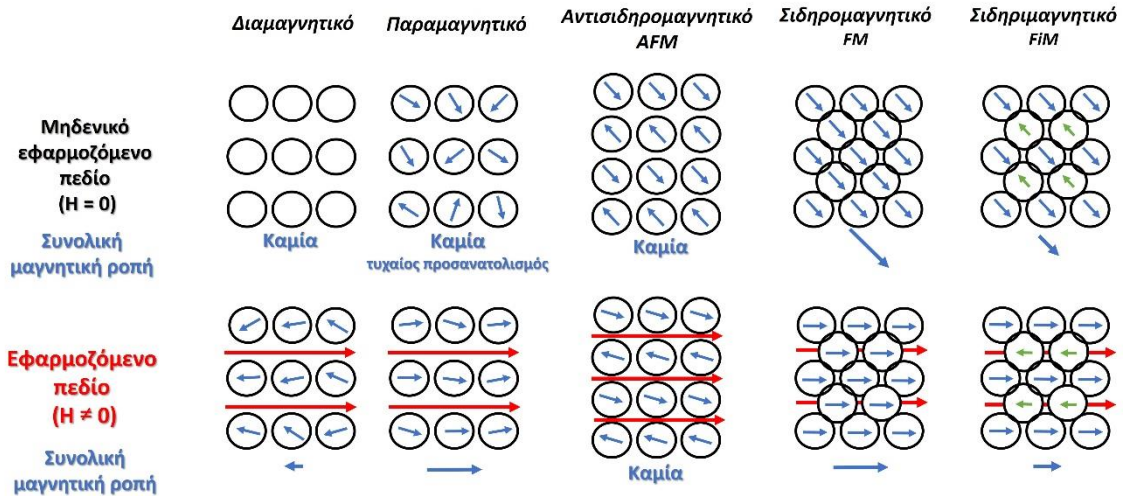 Διαμαγνητικό
Παραμαγνητικό
Αντισιδηρομαγνητικό
AFM
Σιδηρομαγνητικό
FM
Σιδηριμαγνητικό
FiM
Μηδενικό
εφαρμοζόμενο
πεδίο
(H = 0)
Συνολική
μαγνητική ροπή
Καμία
Καμία
τυχαίος προσανατολισμός
Καμία
Εφαρμοζόμενο
πεδίο
(H ≠ 0)
Συνολική
μαγνητική ροπή
Καμία